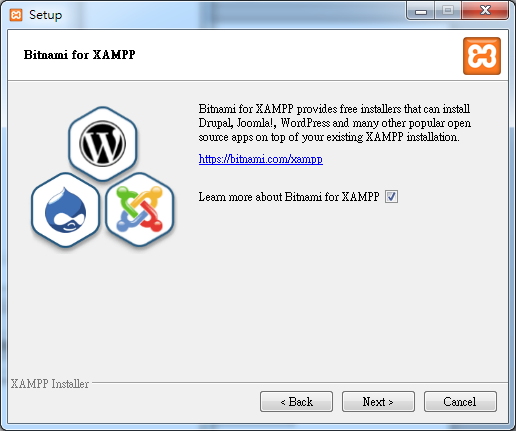 Setup
Bitnami for XAMPP
Bitnami for XAMPP provides free installers that can install
Drupal, Joomla!, WordPress and many other popular open
source apps on top of your existing XAMPP installation.
https://bitnami.com/xampp
Learn more about Bitnami for XAMPP
XAMPP Installer
< Back
Next >
Cancel